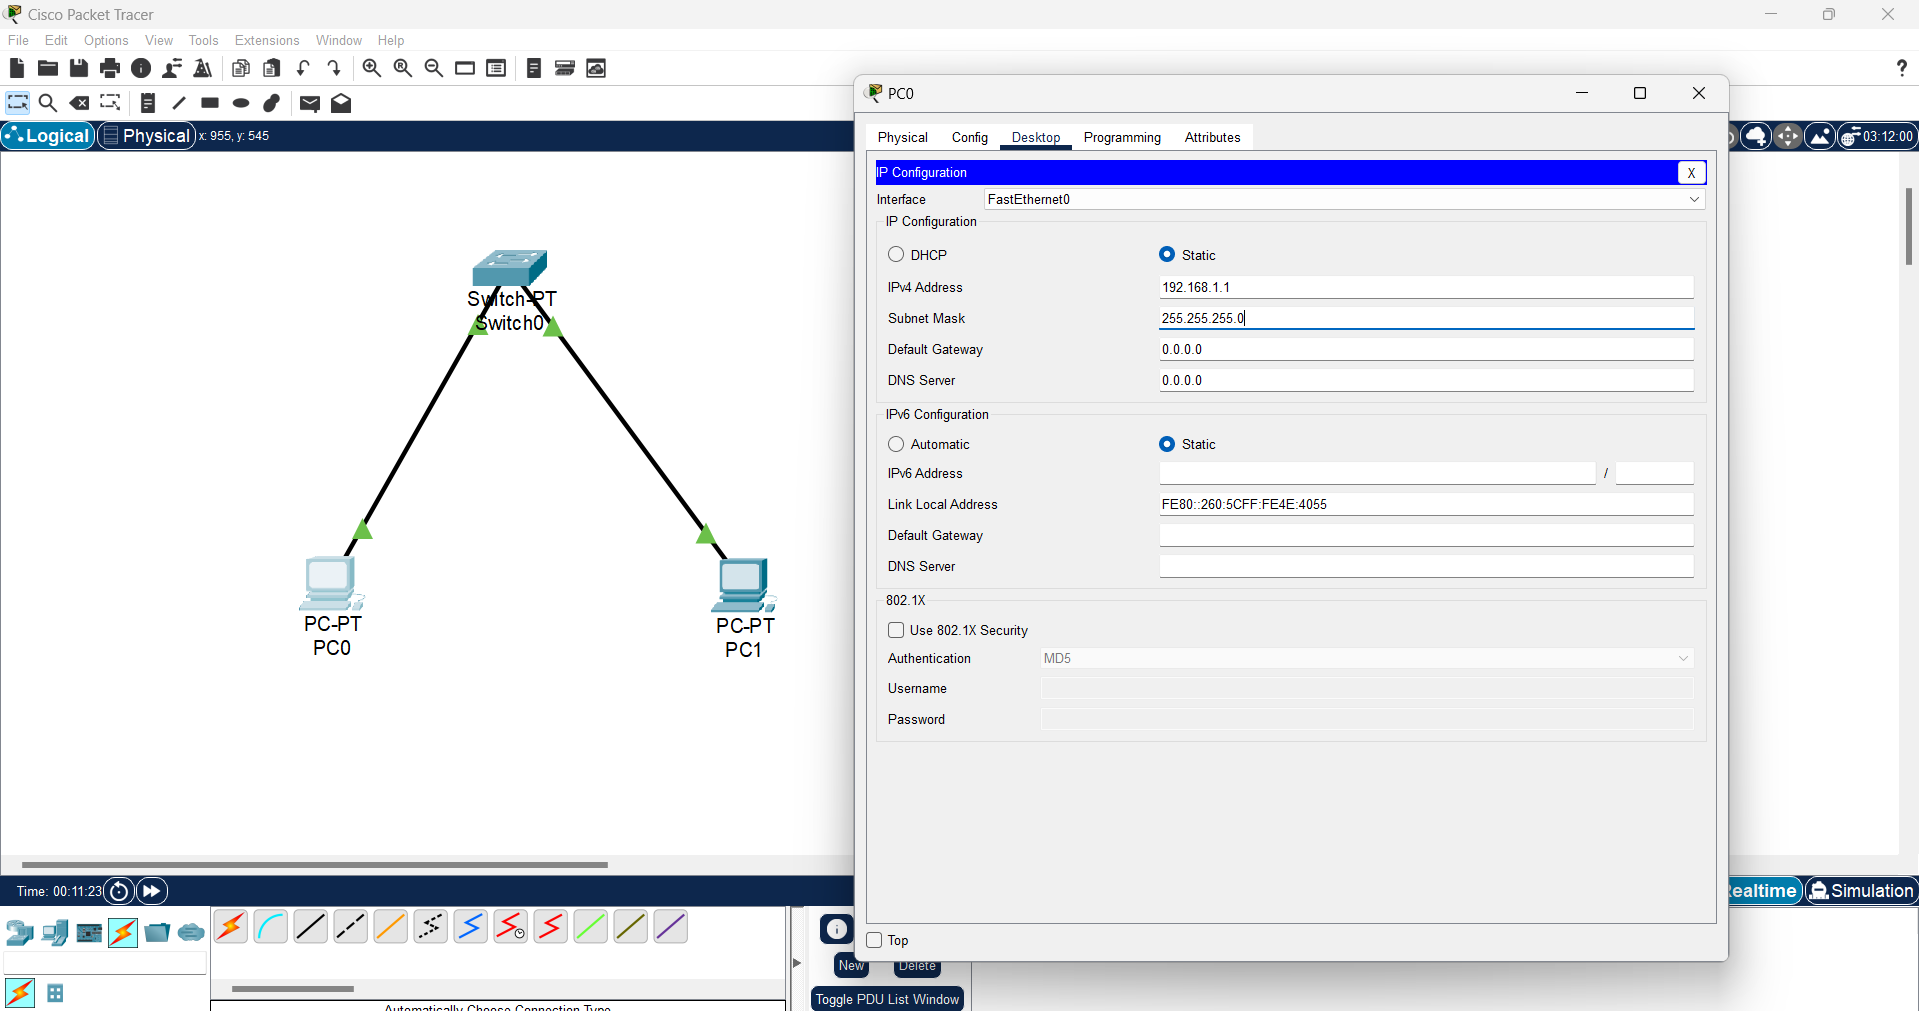 Cisco Packet Tracer
File Edit Options View Tools Extensions Window Help
?
Logical Physical x: 955, y: 545
03:12:00
Switch-PT
Switch0
PC-PT
PC0
PC-PT
PC1
PC0
Physical Config Desktop Programming Attributes
IP Configuration X
Interface FastEthernet0
IP Configuration
DHCP Static
IPv4 Address 192.168.1.1
Subnet Mask 255.255.255.0
Default Gateway 0.0.0.0
DNS Server 0.0.0.0
IPv6 Configuration
Automatic Static
IPv6 Address /
Link Local Address FE80::260:5CFF:FE4E:4055
Default Gateway
DNS Server
802.1X
Use 802.1X Security
Authentication MD5
Username
Password
Top
Time: 00:11:23
Realtime Simulation
New Delete
Toggle PDU List Window
Automatically Choose Connection Type